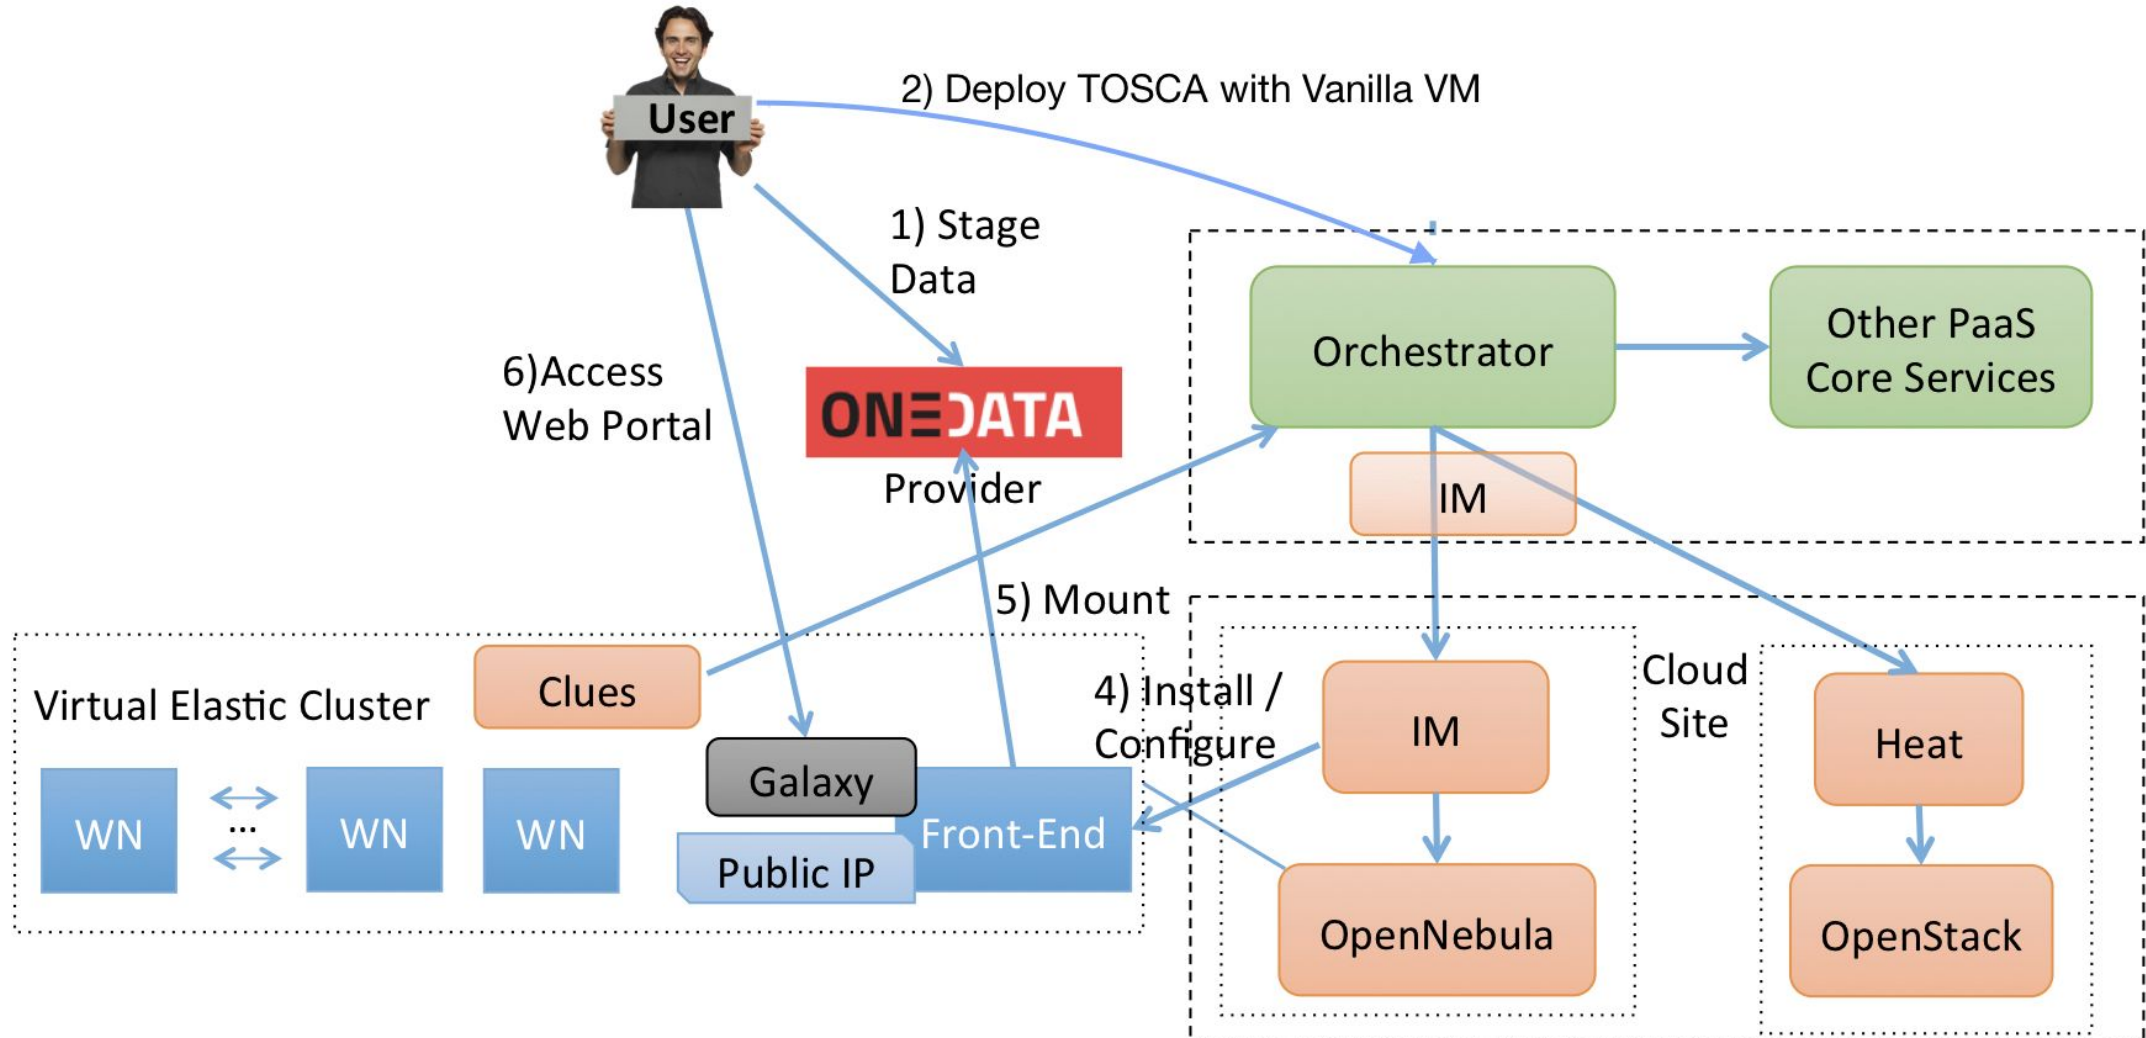 User
2) Deploy TOSCA with Vanilla VM
1) Stage
Data
6)Access
Web Portal
ONEDATA
Provider
Orchestrator
Other PaaS
Core Services
IM
5) Mount
Virtual Elastic Cluster
Clues
4) Install /
Configure
IM
Cloud
Site
Heat
Galaxy
WN
...
WN
WN
Public IP
Front-End
OpenNebula
OpenStack